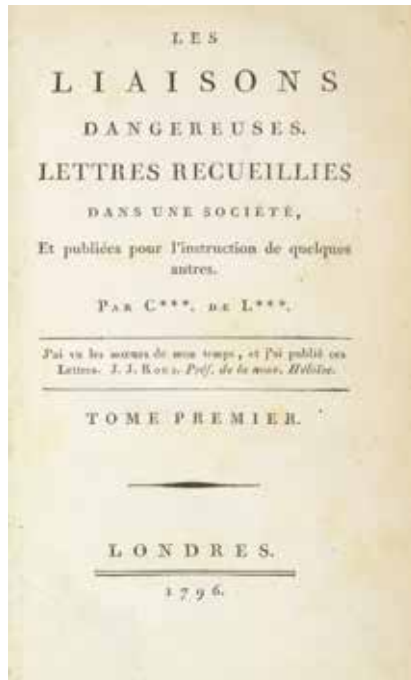 LES
LIAISONS
DANGEREUSES.
LETTRES RECUEILLIES
DANS UNE SOCIÉTÉ,
Et publiées pour l'instruction de quelques
autres.
PAR C***. DE L***.
J'ai vu les mœurs de mon temps, et j'ai publié ces
Lettres. J. J. ROUS. Préf. de la nouv. Héloïse.
TOME PREMIER.
LONDRES.
1796.